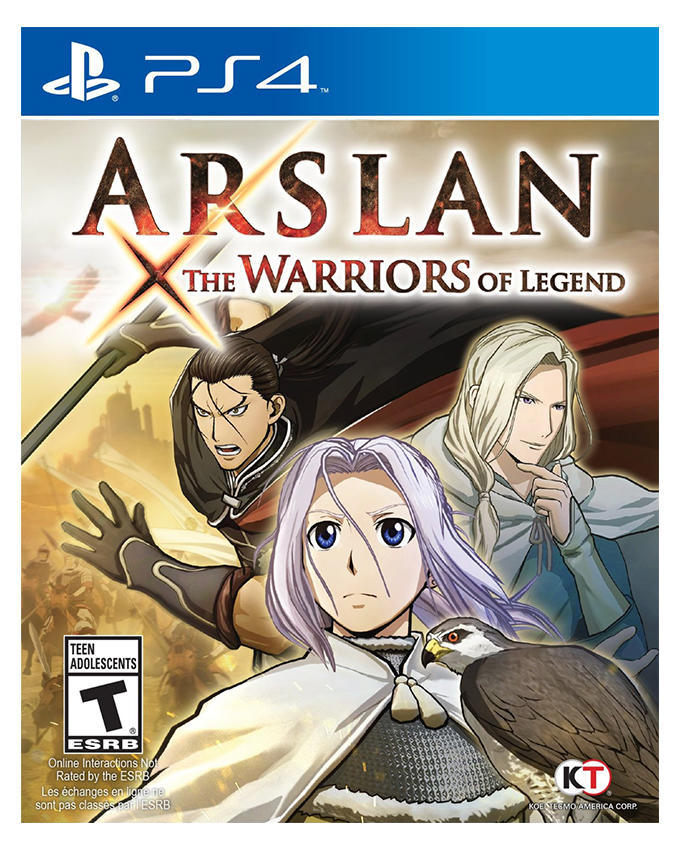 PS4™
ARSLAN
THE WARRIORS OF LEGEND
TEEN
ADOLESCENTS
T ®
ESRB
Online Interactions Not
Rated by the ESRB
Les échanges en ligne ne
sont pas classés par l'ESRB
KT
KOEI TECMO AMERICA CORP.